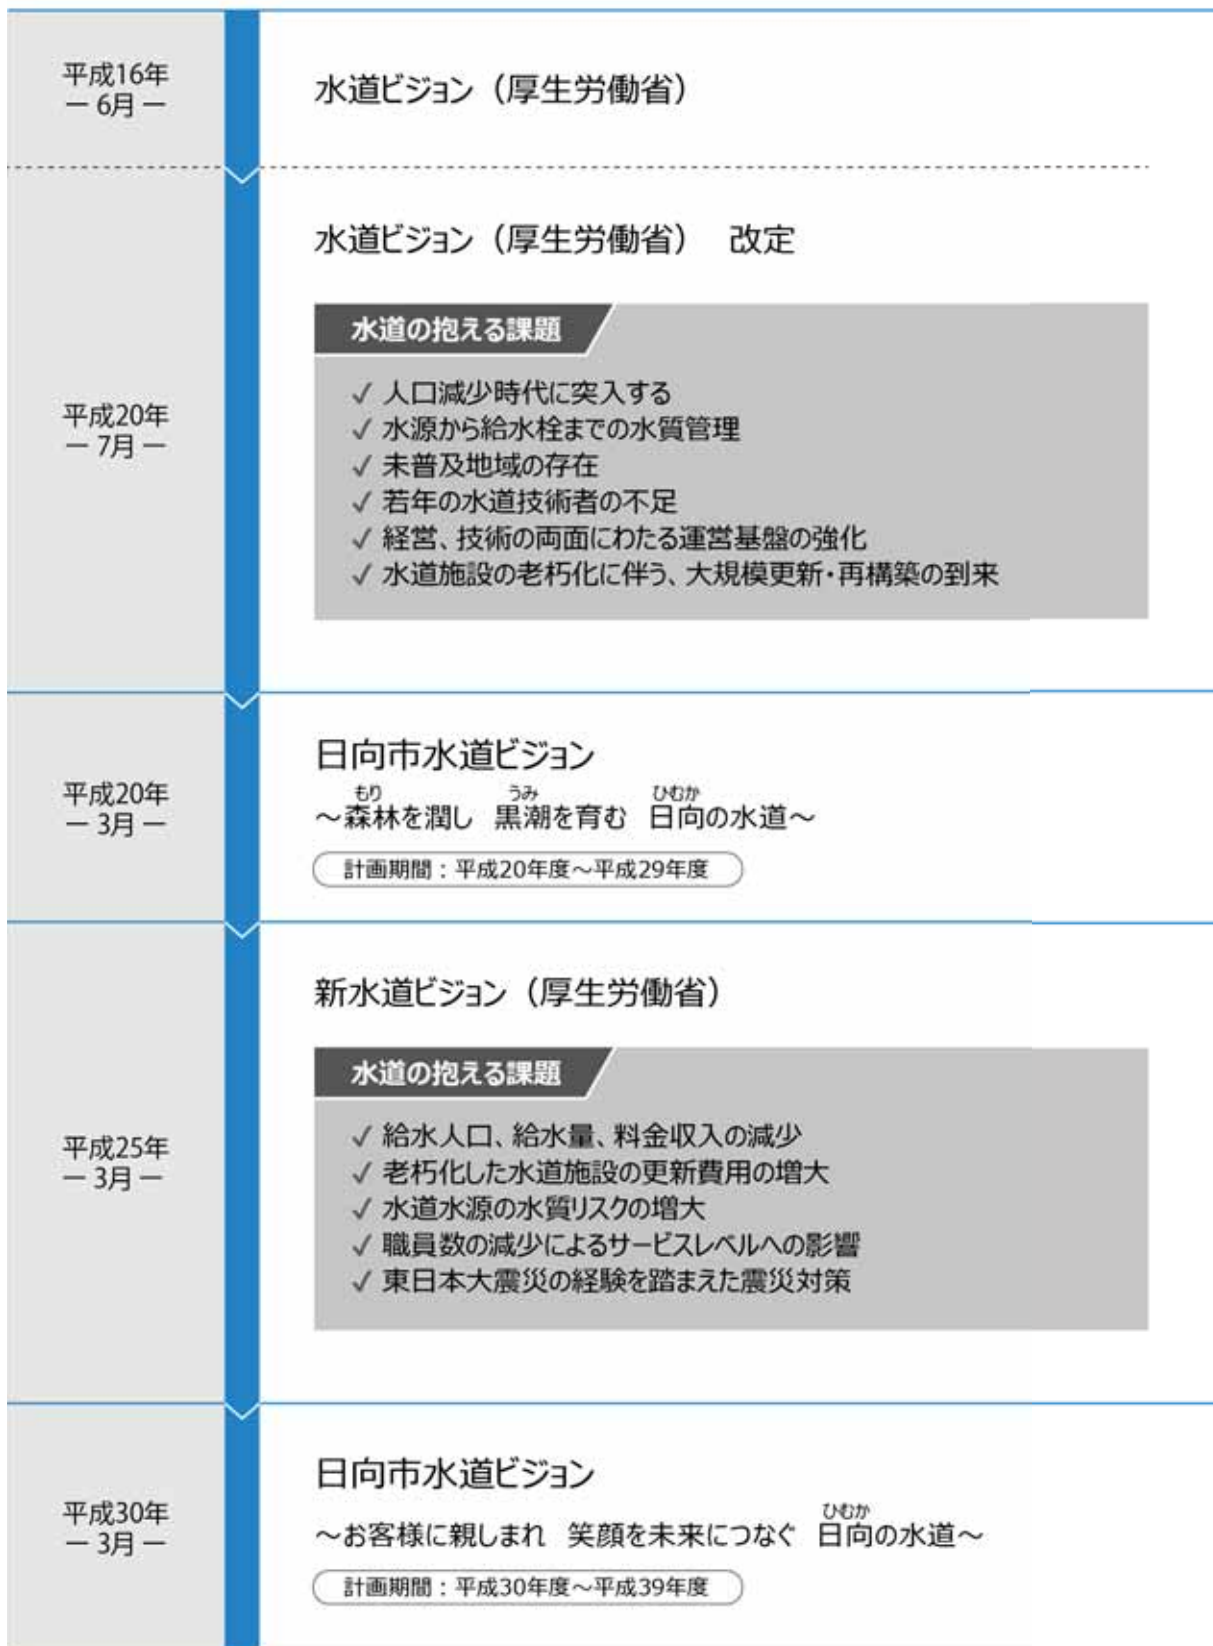 平成16年
ー 6月 ー
水道ビジョン（厚生労働省）
平成20年
ー 7月 ー
水道ビジョン（厚生労働省）　改定
水道の抱える課題
✓ 人口減少時代に突入する
✓ 水源から給水栓までの水質管理
✓ 未普及地域の存在
✓ 若年の水道技術者の不足
✓ 経営、技術の両面にわたる運営基盤の強化
✓ 水道施設の老朽化に伴う、大規模更新・再構築の到来
平成20年
ー 3月 ー
日向市水道ビジョン
もり　うみ　ひむか
～森林を潤し　黒潮を育む　日向の水道～
計画期間：平成20年度～平成29年度
平成25年
ー 3月 ー
新水道ビジョン（厚生労働省）
水道の抱える課題
✓ 給水人口、給水量、料金収入の減少
✓ 老朽化した水道施設の更新費用の増大
✓ 水道水源の水質リスクの増大
✓ 職員数の減少によるサービスレベルへの影響
✓ 東日本大震災の経験を踏まえた震災対策
平成30年
ー 3月 ー
日向市水道ビジョン
ひむか
～お客様に親しまれ　笑顔を未来につなぐ　日向の水道～
計画期間：平成30年度～平成39年度